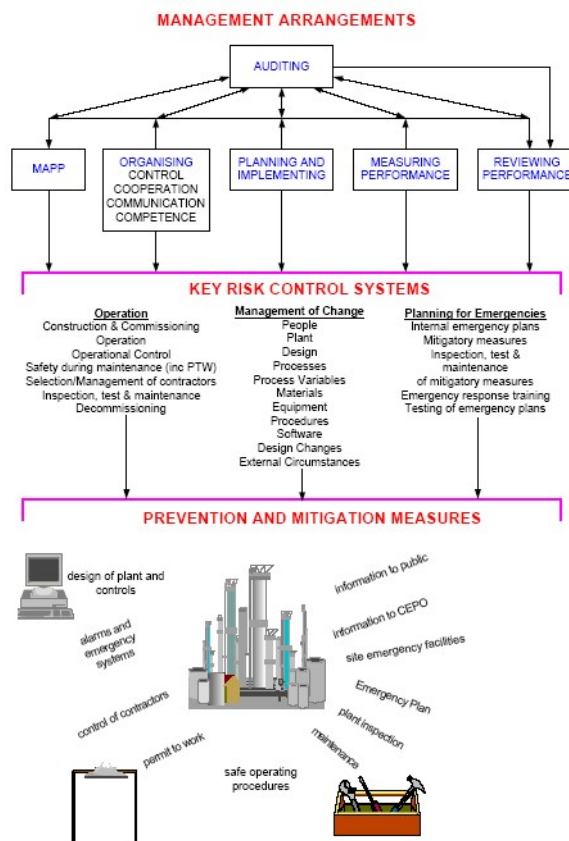 MANAGEMENT ARRANGEMENTS
AUDITING
MAPP
ORGANISING
CONTROL
COOPERATION
COMMUNICATION
COMPETENCE
PLANNING AND
IMPLEMENTING
MEASURING
PERFORMANCE
REVIEWING
PERFORMANCE
KEY RISK CONTROL SYSTEMS
Operation
Construction & Commissioning
Operation
Operational Control
Safety during maintenance (inc PTW)
Selection/Management of contractors
Inspection, test & maintenance
Decommissioning
Management of Change
People
Plant
Design
Processes
Process Variables
Materials
Equipment
Procedures
Software
Design Changes
External Circumstances
Planning for Emergencies
Internal emergency plans
Mitigatory measures
Inspection, test &
maintenance
of mitigatory measures
Emergency response training
Testing of emergency plans
PREVENTION AND MITIGATION MEASURES
design of plant and
controls
alarms and
emergency
systems
control of contractors
permit to work
safe operating
procedures
information to public
information to CEPO
site emergency facilities
Emergency Plan
plant inspection
maintenance